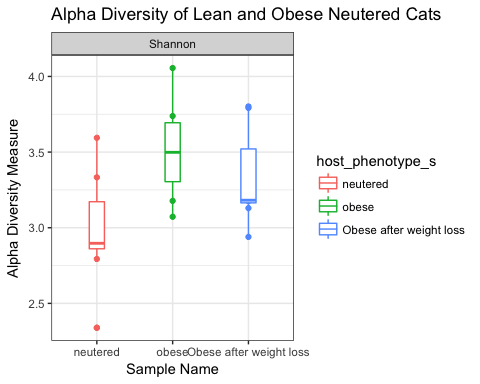 Alpha Diversity of Lean and Obese Neutered Cats
Shannon
Alpha Diversity Measure
4.0
3.5
3.0
2.5
neutered
obese
Obese after weight loss
Sample Name
host_phenotype_s
neutered
obese
Obese after weight loss